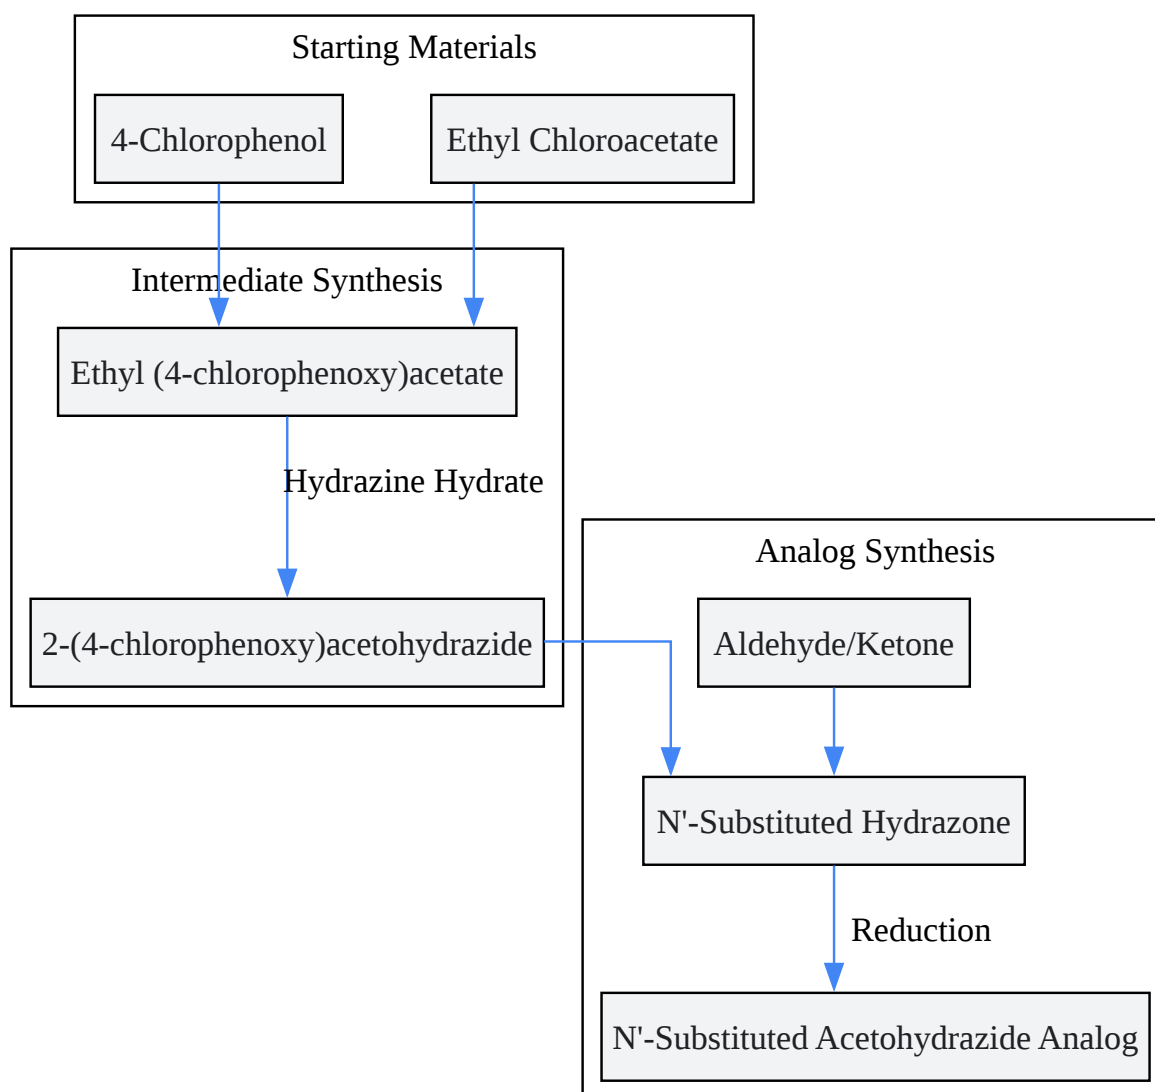 Starting Materials
4-Chlorophenol
Ethyl Chloroacetate
Intermediate Synthesis
Ethyl (4-chlorophenoxy)acetate
Hydrazine Hydrate
2-(4-chlorophenoxy)acetohydrazide
Analog Synthesis
Aldehyde/Ketone
N'-Substituted Hydrazone
Reduction
N'-Substituted Acetohydrazide Analog